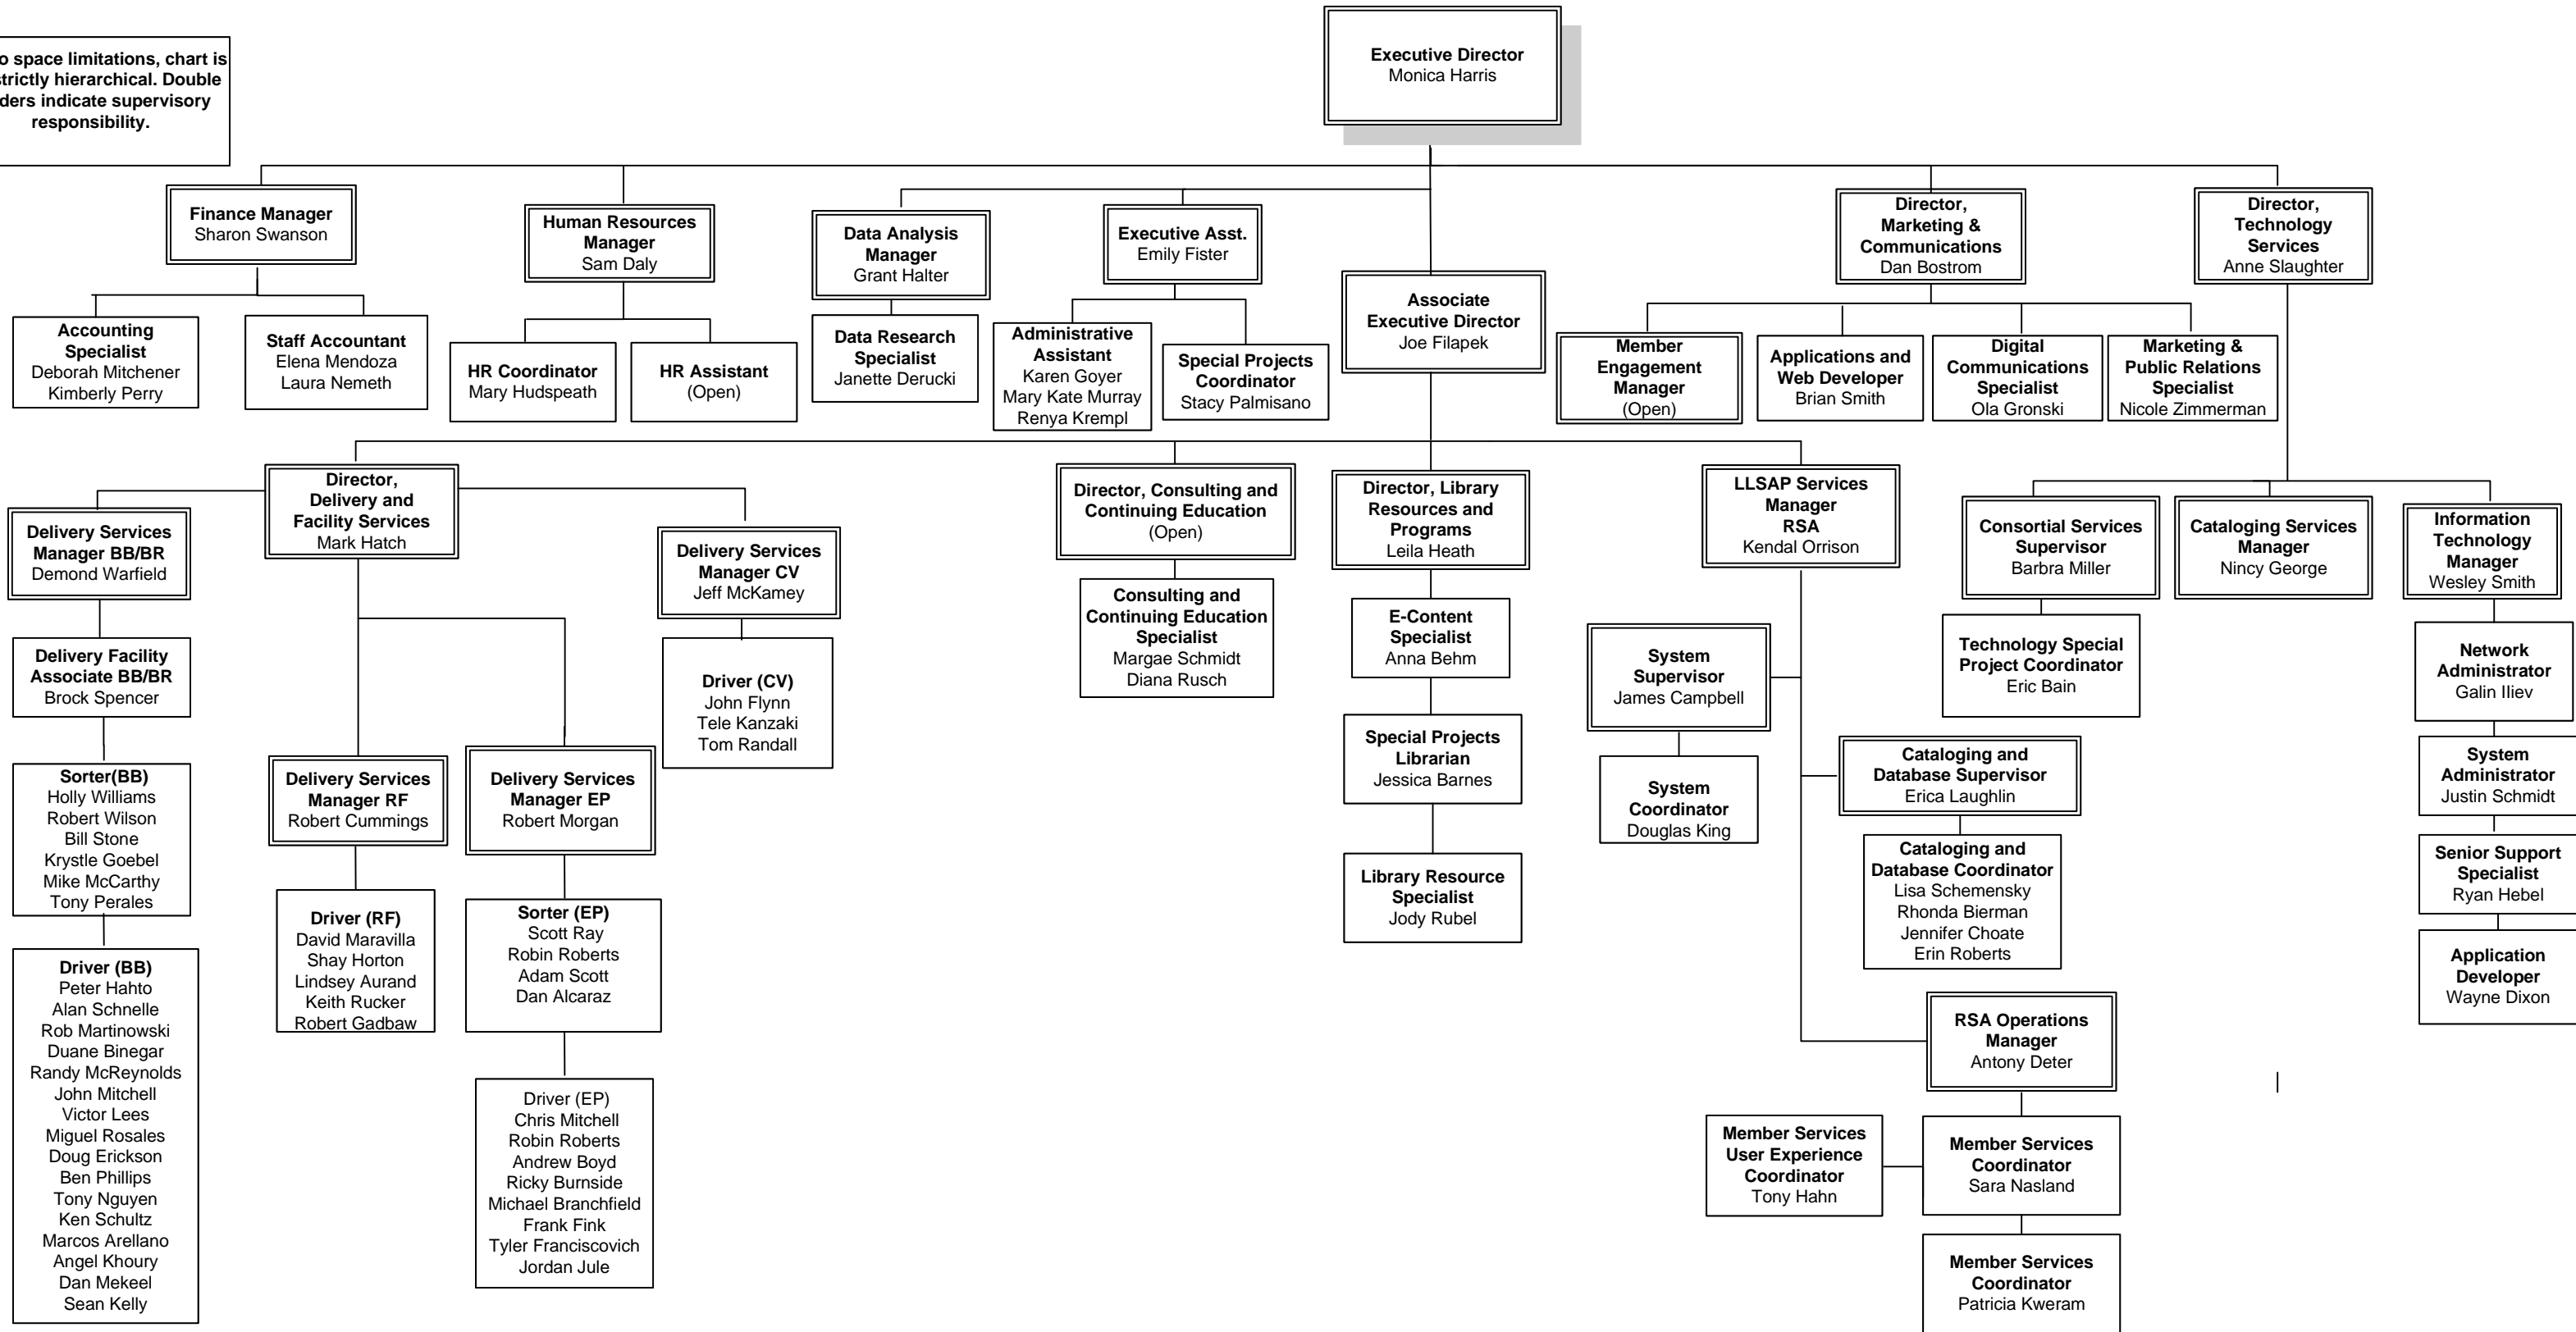 Executive Director
Monica Harris
o space limitations, chart is
trictly hierarchical. Double
ders indicate supervisory
responsibility.
Finance Manager
Sharon Swanson
Human Resources
Manager
Sam Daly
Data Analysis
Manager
Grant Halter
Executive Asst.
Emily Fister
Associate
Executive Director
Joe Filapek
Director,
Marketing &
Communications
Dan Bostrom
Director,
Technology
Services
Anne Slaughter
Accounting
Specialist
Deborah Mitchener
Kimberly Perry
Staff Accountant
Elena Mendoza
Laura Nemeth
HR Coordinator
Mary Hudspeath
HR Assistant
(Open)
Data Research
Specialist
Janette Derucki
Administrative
Assistant
Karen Goyer
Mary Kate Murray
Renya Krempl
Special Projects
Coordinator
Stacy Palmisano
Member
Engagement
Manager
(Open)
Applications and
Web Developer
Brian Smith
Digital
Communications
Specialist
Ola Gronski
Marketing &
Public Relations
Specialist
Nicole Zimmerman
Director,
Delivery and
Facility Services
Mark Hatch
Delivery Services
Manager BB/BR
Demond Warfield
Delivery Services
Manager CV
Jeff McKamey
Director, Consulting and
Continuing Education
(Open)
Director, Library
Resources and
Programs
Leila Heath
LLSAP Services
Manager
RSA
Kendal Orrison
Consortial Services
Supervisor
Barbra Miller
Cataloging Services
Manager
Nincy George
Information
Technology
Manager
Wesley Smith
Delivery Facility
Associate BB/BR
Brock Spencer
Driver (CV)
John Flynn
Tele Kanzaki
Tom Randall
Consulting and
Continuing Education
Specialist
Margae Schmidt
Diana Rusch
E-Content
Specialist
Anna Behm
System
Supervisor
James Campbell
Technology Special
Project Coordinator
Eric Bain
Network
Administrator
Galin Iliev
Sorter(BB)
Holly Williams
Robert Wilson
Bill Stone
Krystle Goebel
Mike McCarthy
Tony Perales
Delivery Services
Manager RF
Robert Cummings
Delivery Services
Manager EP
Robert Morgan
Special Projects
Librarian
Jessica Barnes
System
Coordinator
Douglas King
Cataloging and
Database Supervisor
Erica Laughlin
System
Administrator
Justin Schmidt
Driver (RF)
David Maravilla
Shay Horton
Lindsey Aurand
Keith Rucker
Robert Gadbaw
Sorter (EP)
Scott Ray
Robin Roberts
Adam Scott
Dan Alcaraz
Library Resource
Specialist
Jody Rubel
Cataloging and
Database Coordinator
Lisa Schemensky
Rhonda Bierman
Jennifer Choate
Erin Roberts
Senior Support
Specialist
Ryan Hebel
Driver (BB)
Peter Hahto
Alan Schnelle
Rob Martinowski
Duane Binegar
Randy McReynolds
John Mitchell
Victor Lees
Miguel Rosales
Doug Erickson
Ben Phillips
Tony Nguyen
Ken Schultz
Marcos Arellano
Angel Khoury
Dan Mekeel
Sean Kelly
Application
Developer
Wayne Dixon
RSA Operations
Manager
Antony Deter
Driver (EP)
Chris Mitchell
Robin Roberts
Andrew Boyd
Ricky Burnside
Michael Branchfield
Frank Fink
Tyler Franciscovich
Jordan Jule
Member Services
User Experience
Coordinator
Tony Hahn
Member Services
Coordinator
Sara Nasland
Member Services
Coordinator
Patricia Kweram